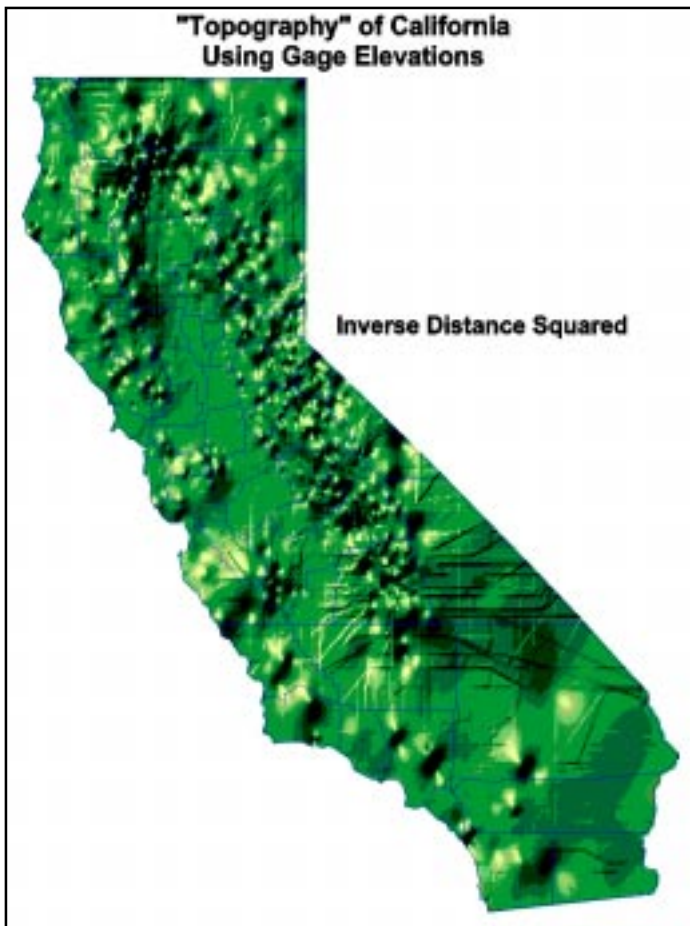 "Topography" of California
Using Gage Elevations
Inverse Distance Squared